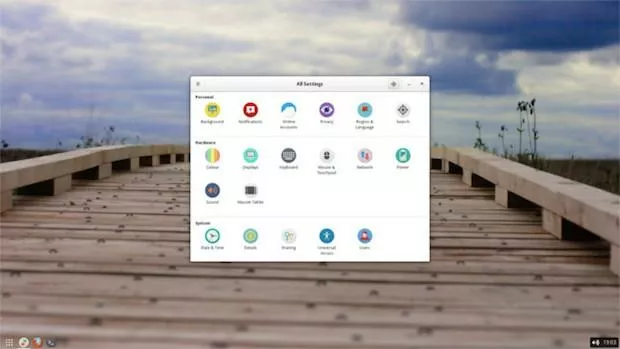 All Settings
Personal
Background
Notifications
Online
Accounts
Privacy
Region &
Language
Search
Hardware
Colour
Displays
Keyboard
Mouse &
Touchpad
Network
Power
Sound
Wacom Tablet
System
Date & Time
Details
Sharing
Universal
Access
Users
19:03